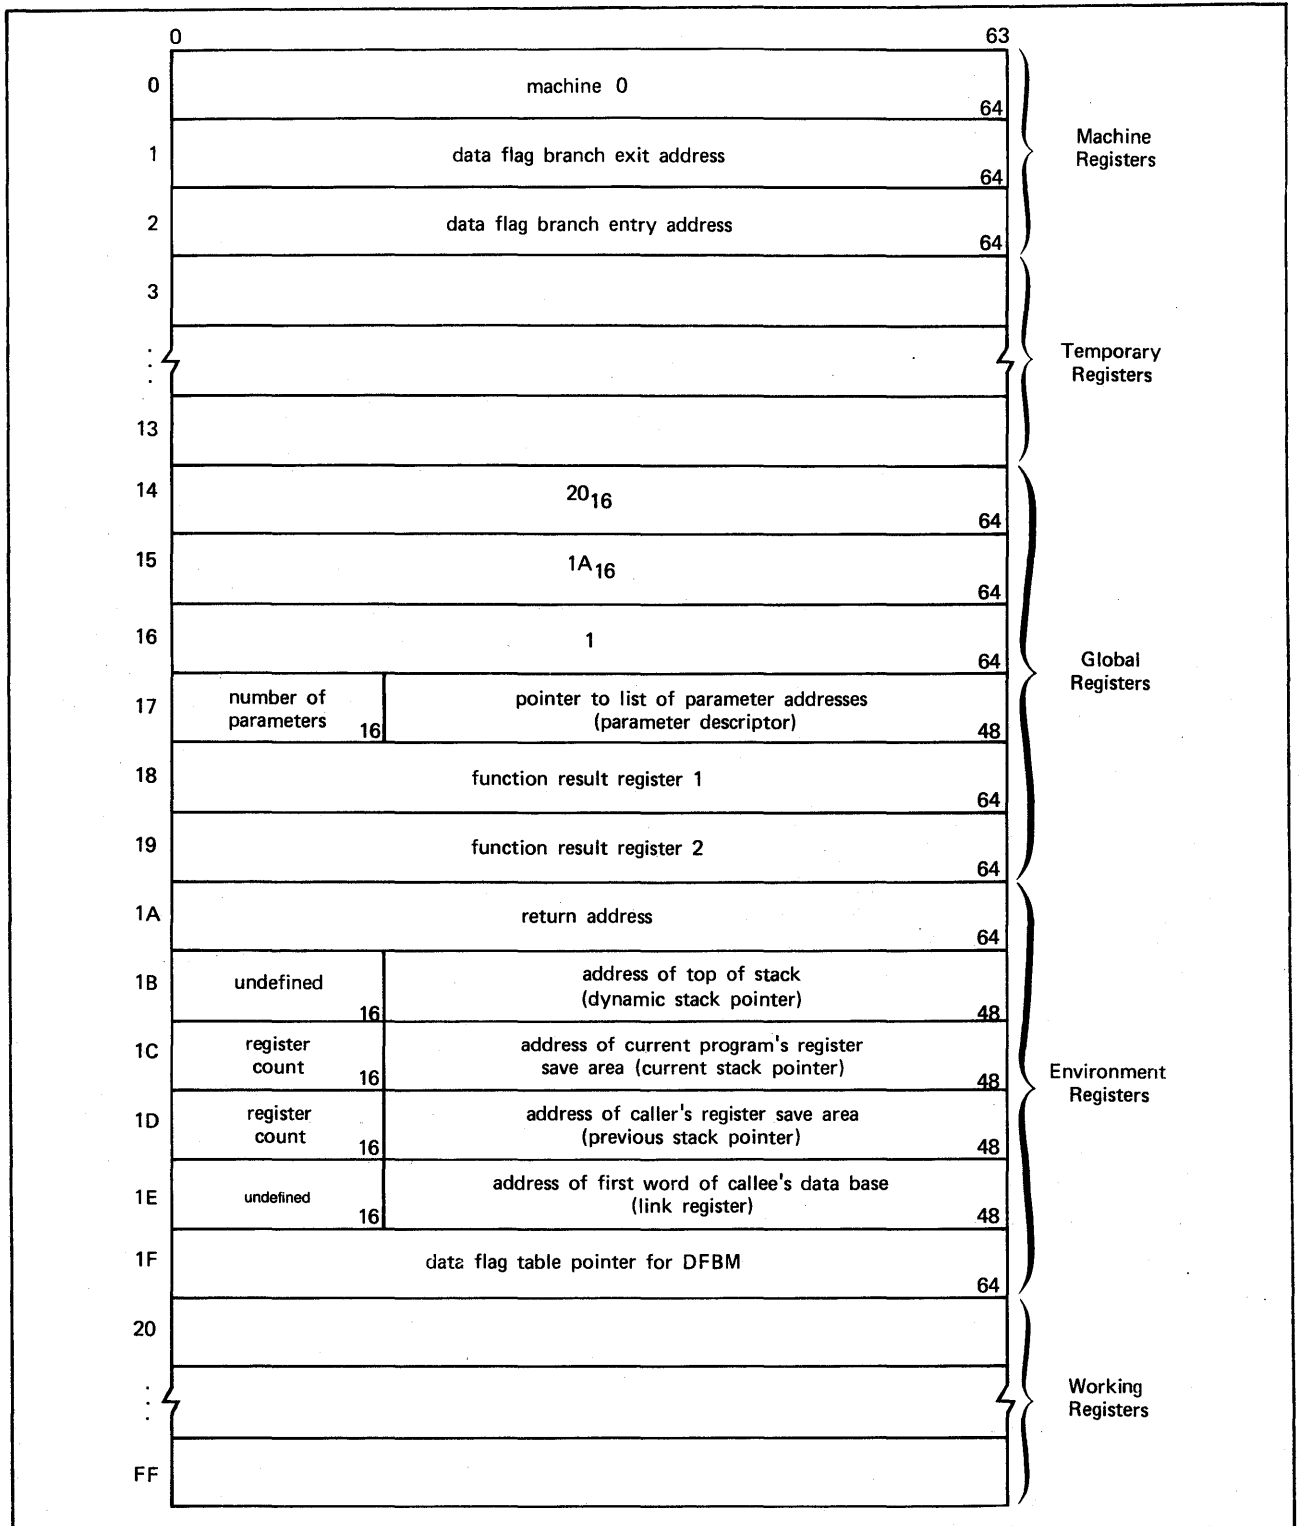 0 63
0 machine 0 64
Machine
Registers
1 data flag branch exit address 64
2 data flag branch entry address 64
3
Temporary
Registers
13
14 20₁₆ 64
15 1A₁₆ 64
16 1 64
Global
Registers
17 number of parameters 16 pointer to list of parameter addresses
(parameter descriptor) 48
18 function result register 1 64
19 function result register 2 64
1A return address 64
1B undefined 16 address of top of stack
(dynamic stack pointer) 48
1C register count 16 address of current program's register
save area (current stack pointer) 48
Environment
Registers
1D register count 16 address of caller's register save area
(previous stack pointer) 48
1E undefined 16 address of first word of callee's data base
(link register) 48
1F data flag table pointer for DFBM 64
20
Working
Registers
FF